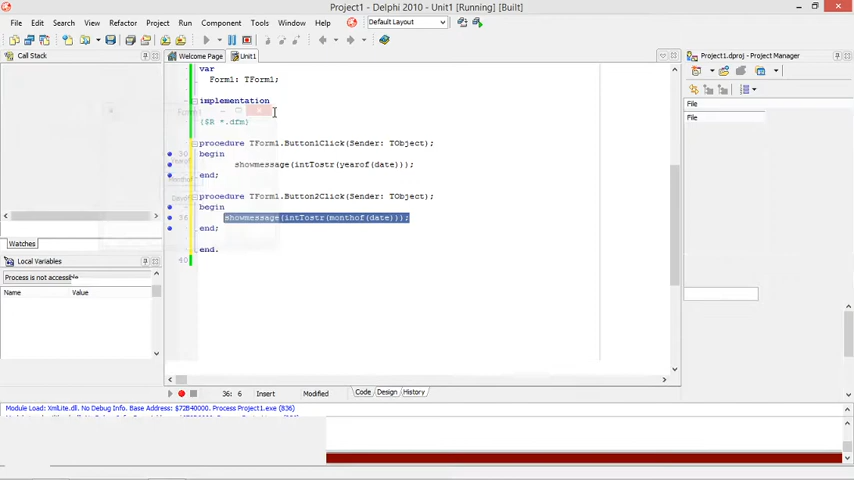 Project1 - Delphi 2010 - Unit1 [Running] [Built]
File Edit Search View Refactor Project Run Component Tools Window Help Default Layout
Call Stack
Welcome Page Unit1
Project1.dproj - Project Manager
var
Form1: TForm1;
implementation
{$R *.dfm}
File
File
procedure TForm1.Button1Click(Sender: TObject);
30 begin
showmessage(intTostr(yearof(date)));
end;
procedure TForm1.Button2Click(Sender: TObject);
begin
36 showmessage(intTostr(monthof(date)));
end;
end.
40
Watches
Local Variables
Process is not accessible
Name Value
36: 6 Insert Modified Code Design History
Module Load: XmlLite.dll. No Debug Info. Base Address: $72B40000. Process Project1.exe (836)